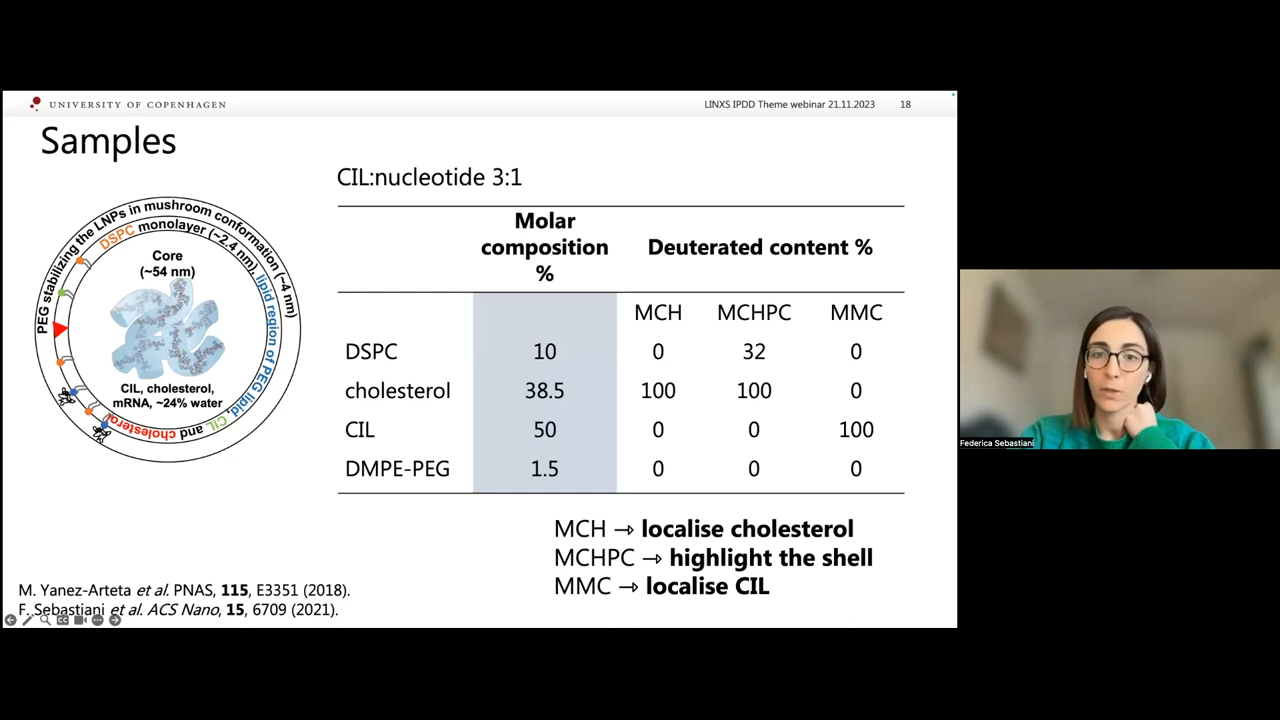 UNIVERSITY OF COPENHAGEN
LINXS IPDD Theme webinar 21.11.2023 18
Samples
CIL:nucleotide 3:1
Molar
composition
%
Deuterated content %
MCH MCHPC MMC
DSPC 10 0 32 0
cholesterol 38.5 100 100 0
CIL 50 0 0 100
DMPE-PEG 1.5 0 0 0
MCH → localise cholesterol
MCHPC → highlight the shell
MMC → localise CIL
PEG stabilizing the LNPs in mushroom conformation (~4 nm)
DSPC monolayer (~2.4 nm), lipid region of PEG lipid, CIL and cholesterol
Core
(~54 nm)
CIL, cholesterol,
mRNA, ~24% water
M. Yanez-Arteta et al. PNAS, 115, E3351 (2018).
F. Sebastiani et al. ACS Nano, 15, 6709 (2021).
Federica Sebastiani